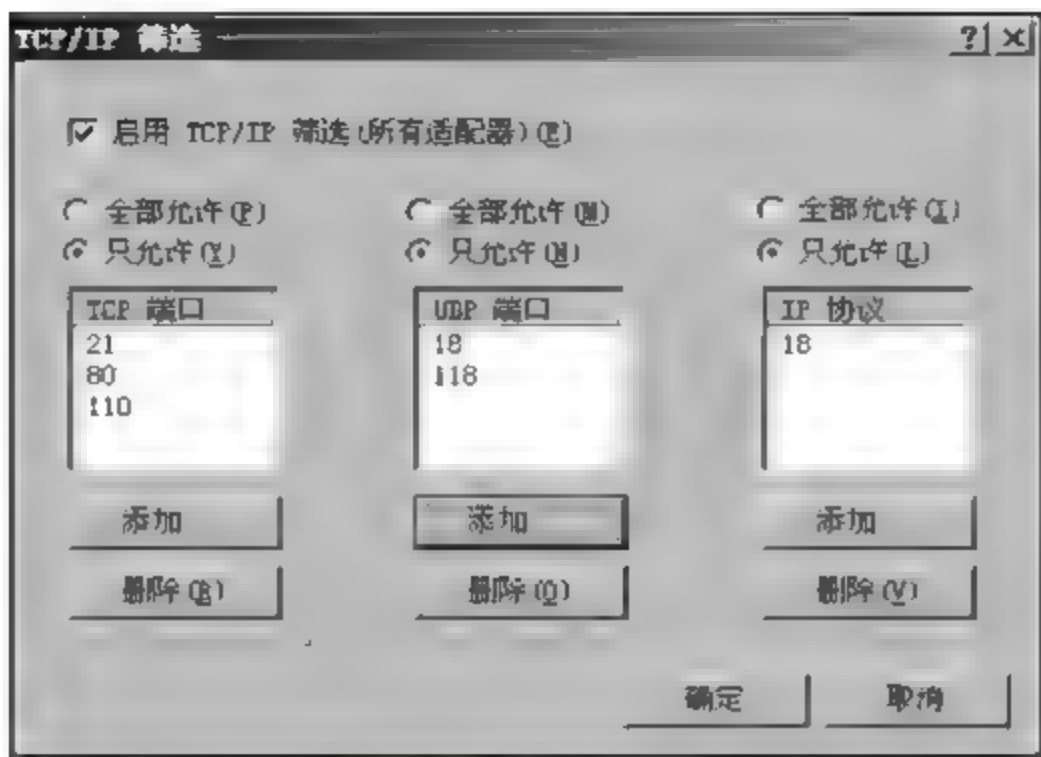 TCP/IP 筛选
启用 TCP/IP 筛选(所有适配器)(E)
全部允许(P) 全部允许(M) 全部允许(I)
只允许(Y) 只允许(N) 只允许(L)
TCP 端口 UDP 端口 IP 协议
21 18 18
80 118
110
添加 添加 添加
删除(R) 删除(O) 删除(V)
确定 取消